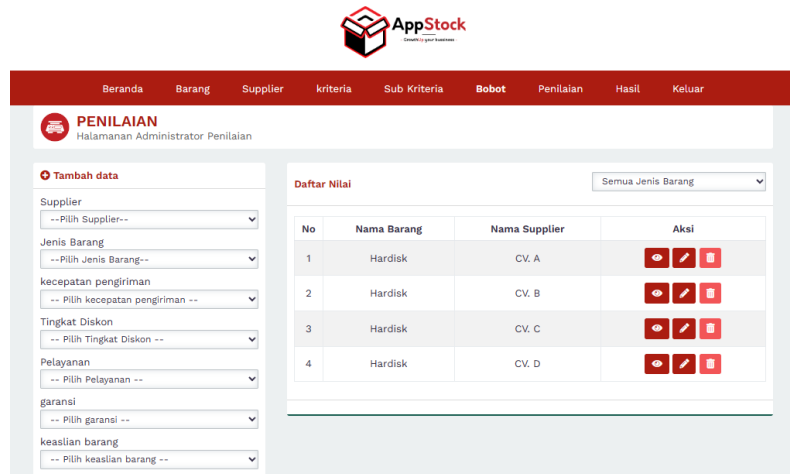 AppStock
- GrowthUp your business -
Beranda Barang Supplier kriteria Sub Kriteria Bobot Penilaian Hasil Keluar
PENILAIAN
Halamanan Administrator Penilaian
Tambah data
Supplier
--Pilih Supplier--
Jenis Barang
--Pilih Jenis Barang--
kecepatan pengiriman
-- Pilih kecepatan pengiriman --
Tingkat Diskon
-- Pilih Tingkat Diskon --
Pelayanan
-- Pilih Pelayanan --
garansi
-- Pilih garansi --
keaslian barang
-- Pilih keaslian barang --
Daftar Nilai
Semua Jenis Barang
No Nama Barang Nama Supplier Aksi
1 Hardisk CV. A
2 Hardisk CV. B
3 Hardisk CV. C
4 Hardisk CV. D